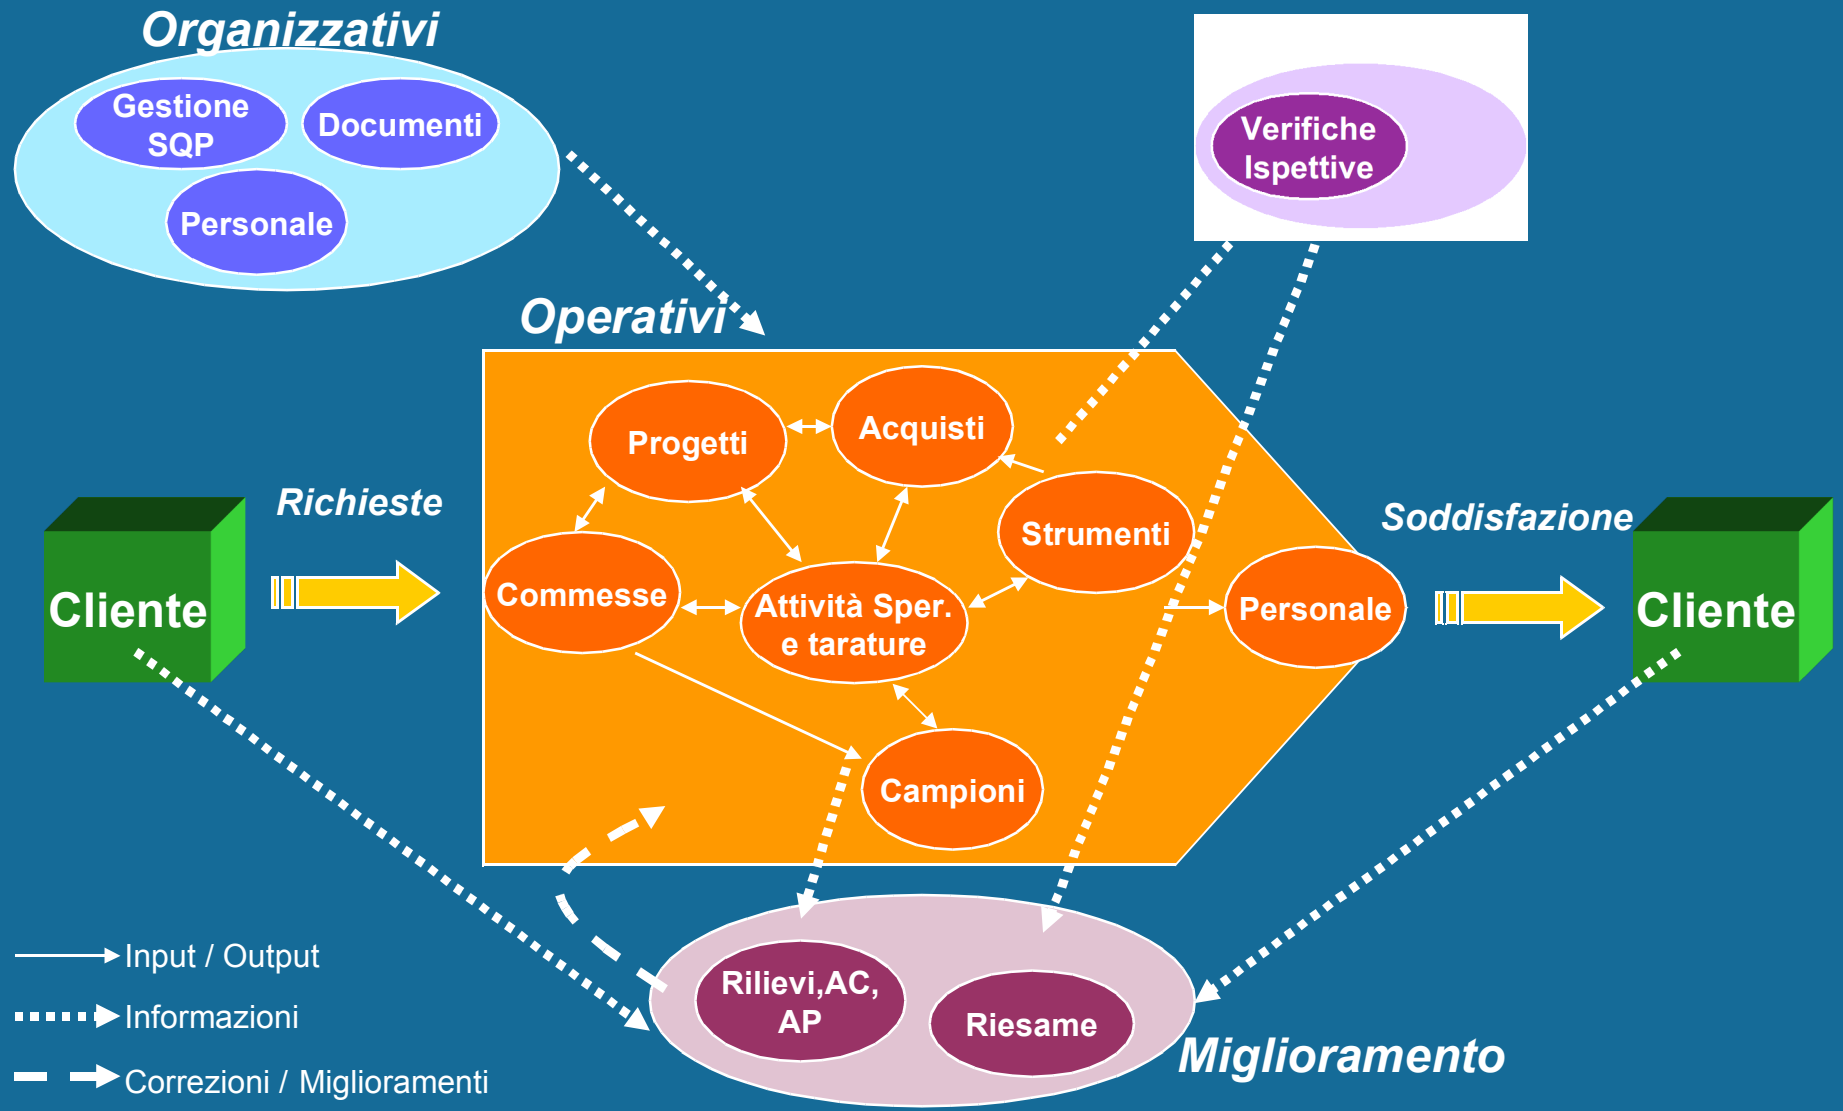 Organizzativi
Gestione
SQP
Documenti
Personale
Verifiche
Ispettive
Operativi
Progetti
Acquisti
Strumenti
Commesse
Attività Sper.
e tarature
Personale
Campioni
Richieste
Cliente
Soddisfazione
Cliente
Rilievi,AC,
AP
Riesame
Miglioramento
Input / Output
Informazioni
Correzioni / Miglioramenti